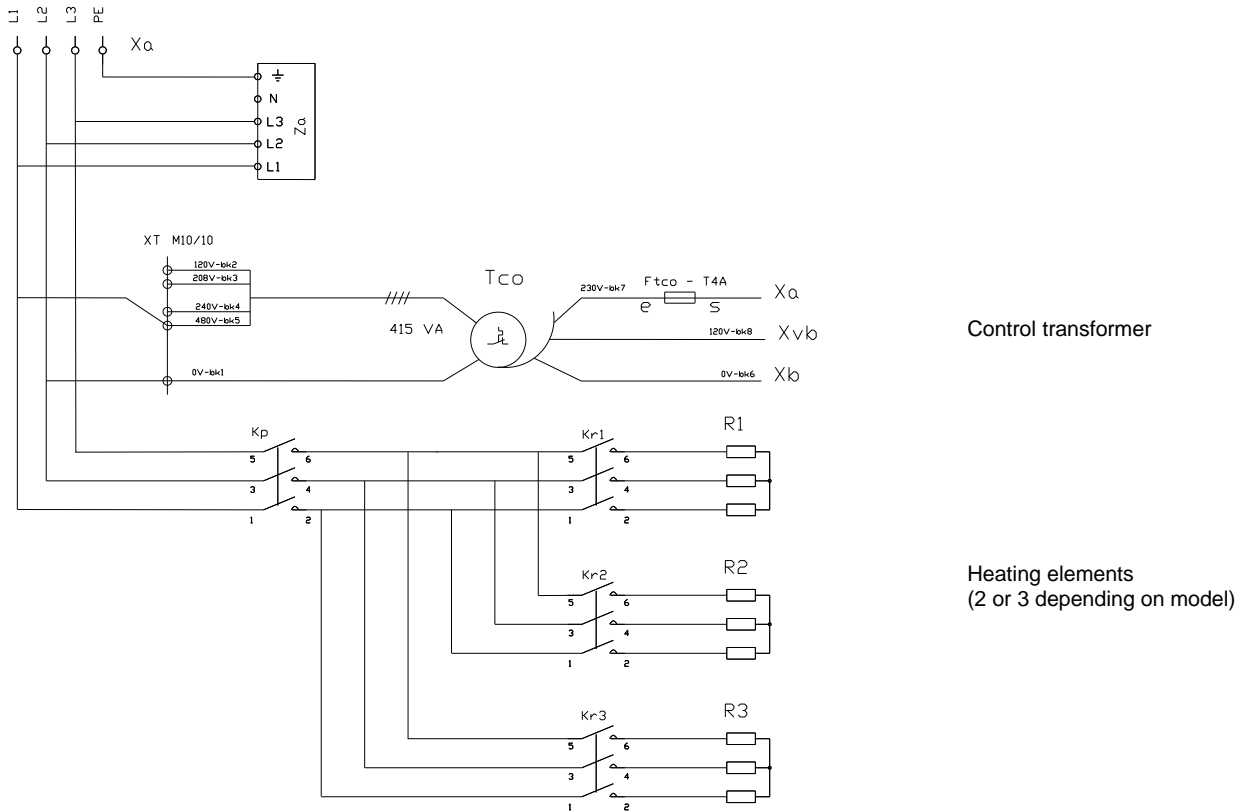 L1 L2 L3 PE
Xa
⏚
N
L3
L2
L1
Za
XT M10/10
120V-bk2
208V-bk3
240V-bk4
480V-bk5
0V-bk1
415 VA
Tco
230V-bk7
Ftco - T4A
e s
Xa
120V-bk8
Xvb
0V-bk6
Xb
Control transformer
Kp
5 6
3 4
1 2
Kr1
5 6
3 4
1 2
R1
Kr2
5 6
3 4
1 2
R2
Heating elements
(2 or 3 depending on model)
Kr3
5 6
3 4
1 2
R3